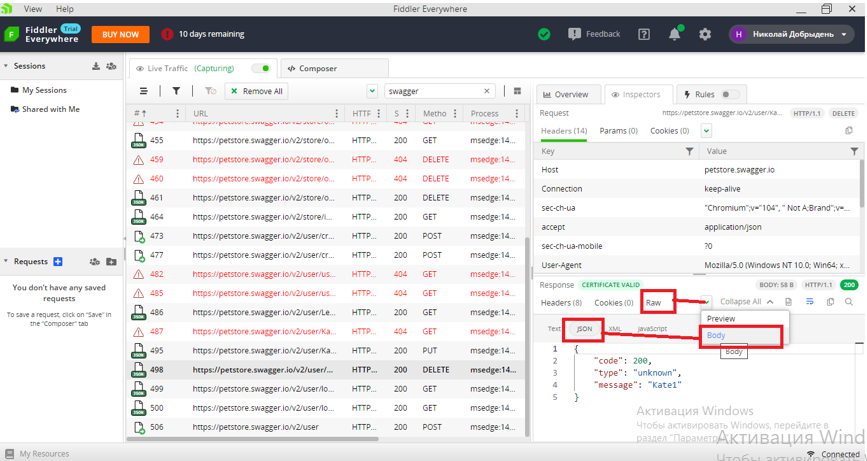 View Help
Fiddler Everywhere
F
Fiddler Trial
Everywhere
BUY NOW
10 days remaining
Feedback
H Николай Добрыдень
Sessions
My Sessions
Shared with Me
Requests
You don't have any saved
requests
To save a request, click on "Save" in
the "Composer" tab
Live Traffic (Capturing)
</> Composer
Remove All
swagger
# URL HTTP... S Metho Process
454 https://petstore.swagger.io/v2/store/o... HTTP... 404 GET msedge:14...
455 https://petstore.swagger.io/v2/store/o... HTTP... 200 GET msedge:14...
459 https://petstore.swagger.io/v2/store/o... HTTP... 404 DELETE msedge:14...
460 https://petstore.swagger.io/v2/store/o... HTTP... 404 DELETE msedge:14...
461 https://petstore.swagger.io/v2/store/o... HTTP... 200 DELETE msedge:14...
464 https://petstore.swagger.io/v2/store/i... HTTP... 200 GET msedge:14...
473 https://petstore.swagger.io/v2/user/cr... HTTP... 200 POST msedge:14...
477 https://petstore.swagger.io/v2/user/cr... HTTP... 200 POST msedge:14...
482 https://petstore.swagger.io/v2/user/us... HTTP... 404 GET msedge:14...
485 https://petstore.swagger.io/v2/user/us... HTTP... 404 GET msedge:14...
487 https://petstore.swagger.io/v2/user/Ka... HTTP... 404 GET msedge:14...
495 https://petstore.swagger.io/v2/user/Ka... HTTP... 200 PUT msedge:14...
498 https://petstore.swagger.io/v2/user/... HTTP... 200 DELETE msedge:14...
499 https://petstore.swagger.io/v2/user/lo... HTTP... 200 GET msedge:14...
500 https://petstore.swagger.io/v2/user/lo... HTTP... 200 GET msedge:14...
506 https://petstore.swagger.io/v2/user HTTP... 200 POST msedge:14...
Overview Inspectors Rules
Request https://petstore.swagger.io/v2/user/Ka... HTTP/1.1 DELETE
Headers (14) Params (0) Cookies (0)
Key Value
Host petstore.swagger.io
Connection keep-alive
sec-ch-ua "Chromium";v="104", " Not A;Brand";v=...
accept application/json
sec-ch-ua-mobile ?0
User-Agent Mozilla/5.0 (Windows NT 10.0; Win64; x...
Response CERTIFICATE VALID BODY: 58 B HTTP/1.1 200
Headers (8) Cookies (0) Raw Collapse All
Preview
Body
Body
Text JSON XML JavaScript
1 {
2 "code": 200,
3 "type": "unknown",
4 "message": "Kate1"
5 }
Активация Windows
Чтобы активировать Windows, перейдите в
раздел "Параметры
Активация Wind
Чтобы активировать
My Resources
Connected